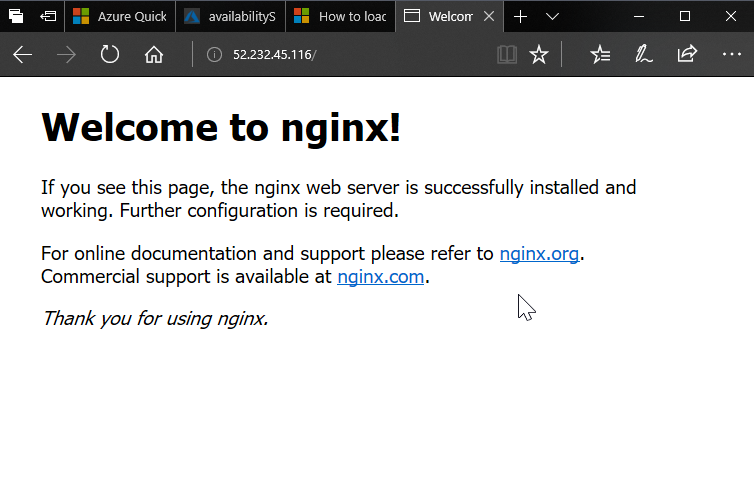 Azure Quick
availabilityS
How to load
Welcom
52.232.45.116/
Welcome to nginx!
If you see this page, the nginx web server is successfully installed and
working. Further configuration is required.
For online documentation and support please refer to nginx.org.
Commercial support is available at nginx.com.
Thank you for using nginx.